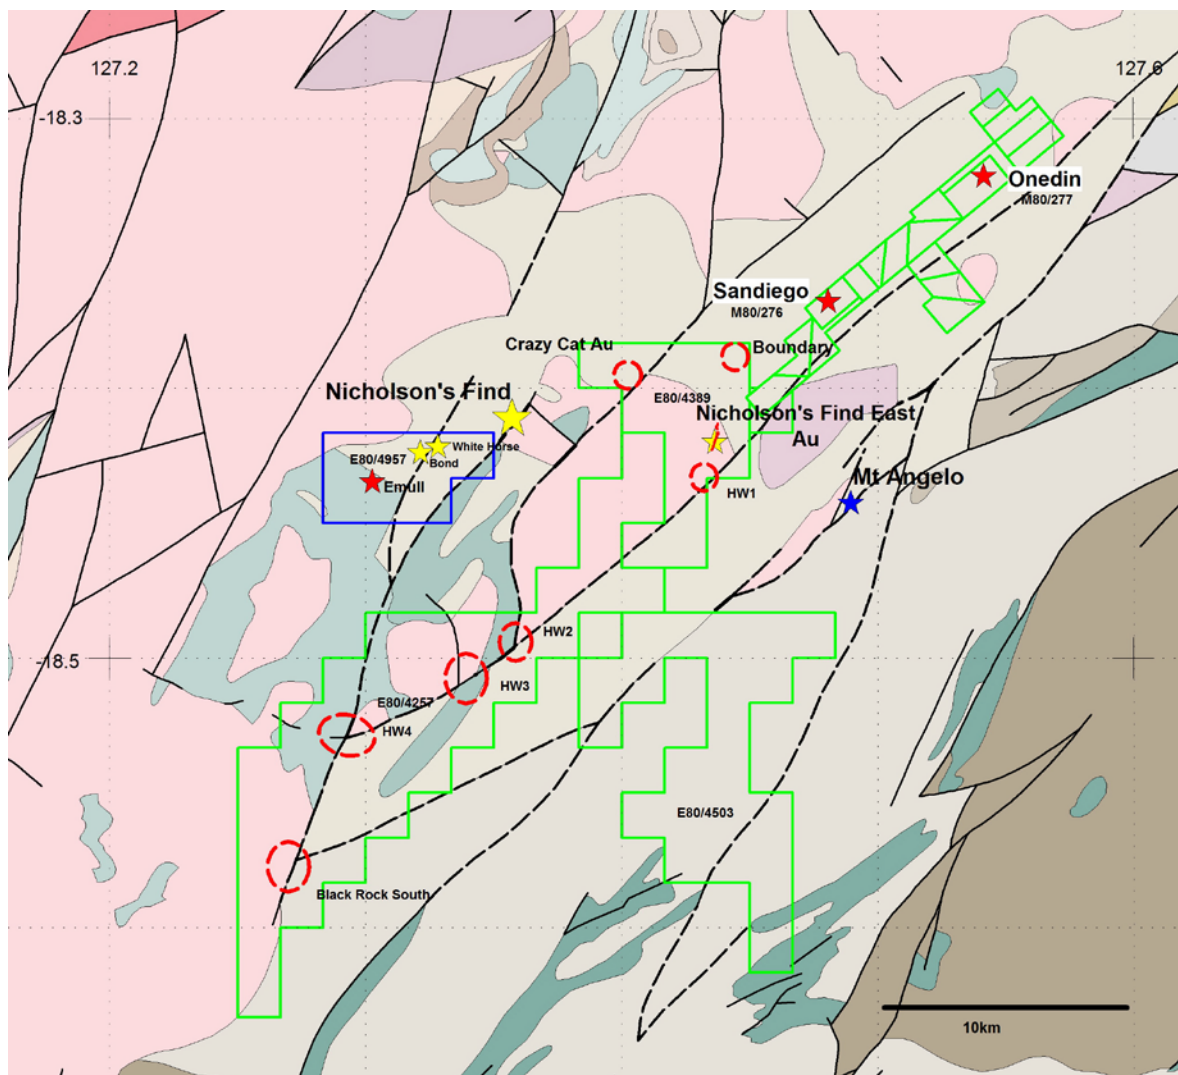 127.2
127.6
-18.3
Onedin
M80/277
Sandiego
M80/276
Crazy Cat Au
Boundary
Nicholson's Find
E80/4389
Nicholson's Find East
Au
White Horse
E80/4957
Bond
Emull
Mt Angelo
HW1
HW2
-18.5
HW3
E80/4257
HW4
E80/4503
Black Rock South
10km